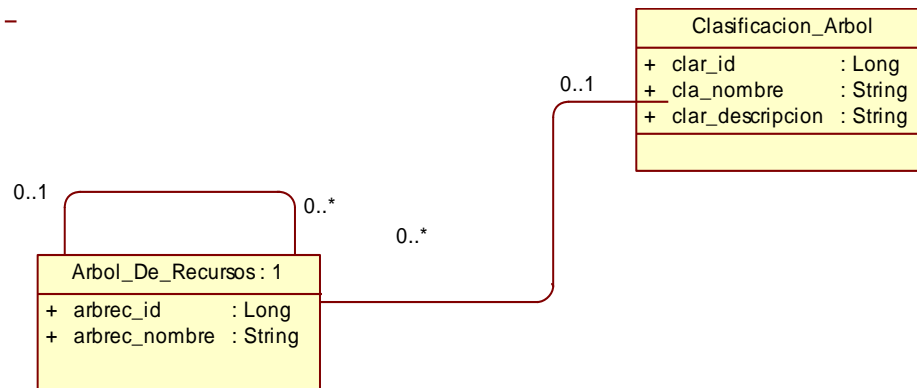 Clasificacion_Arbol
+ clar_id : Long
+ cla_nombre : String
+ clar_descripcion : String
0..1
0..1
0..*
0..*
Arbol_De_Recursos : 1
+ arbrec_id : Long
+ arbrec_nombre : String